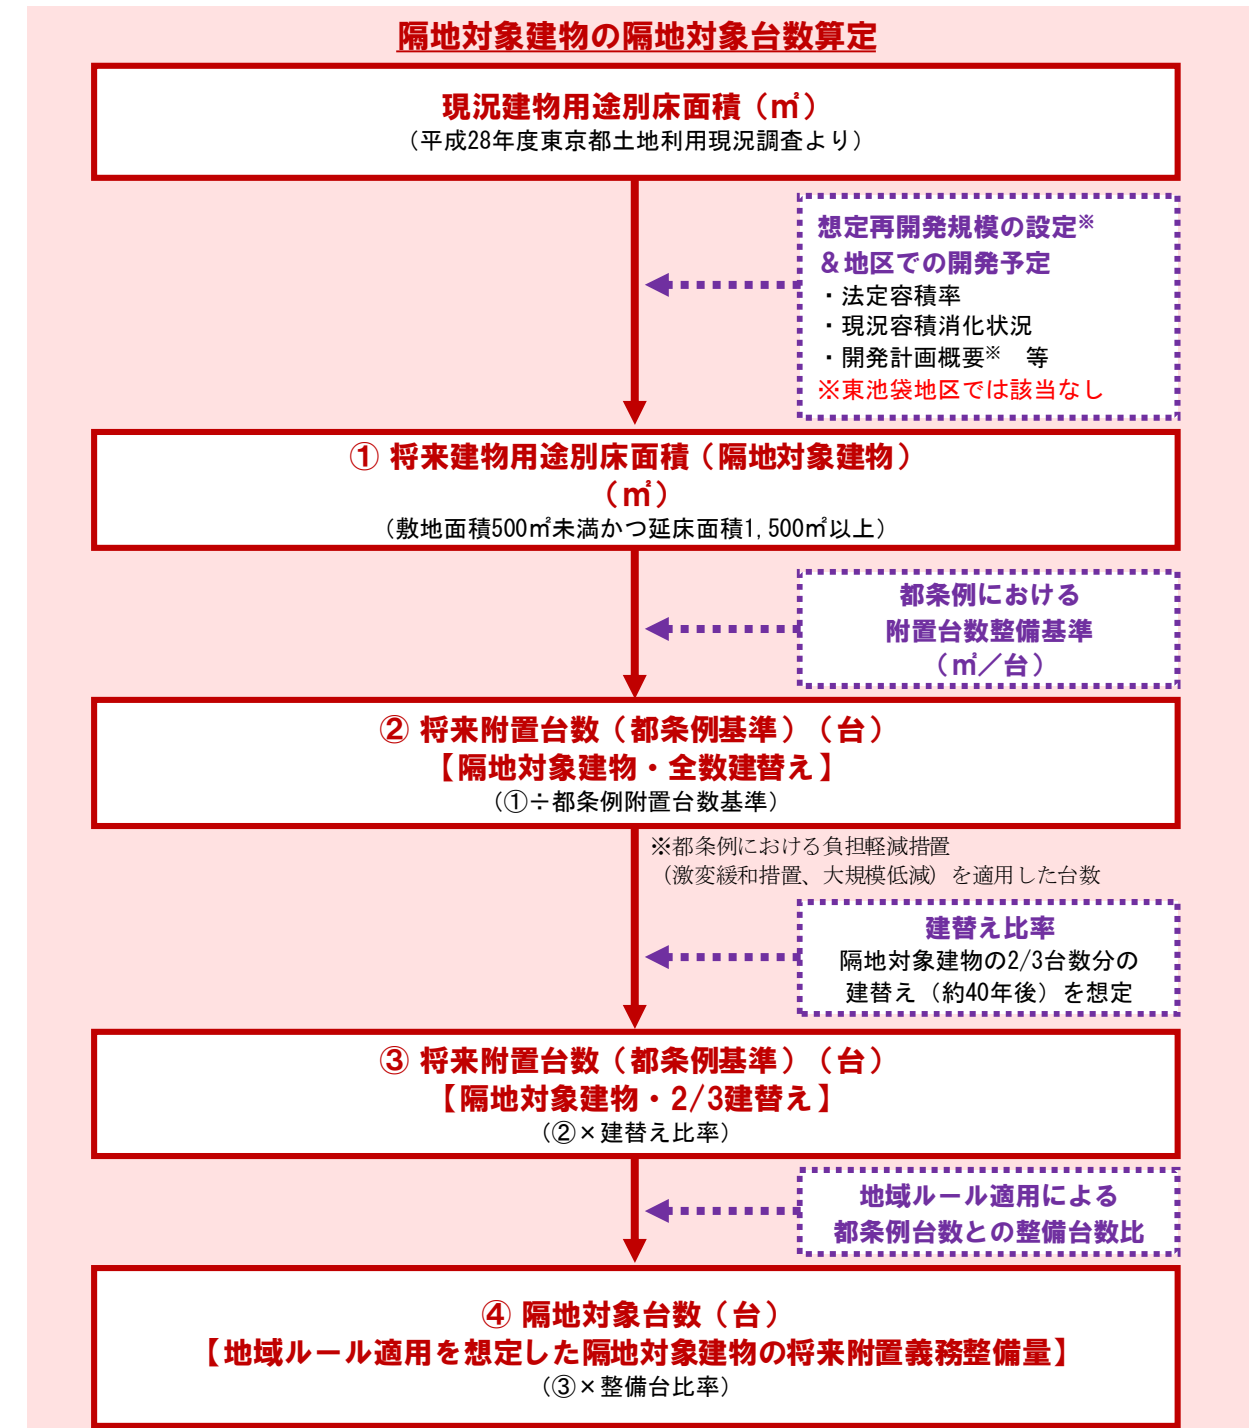 隔地対象建物の隔地対象台数算定
現況建物用途別床面積（㎡）
（平成28年度東京都土地利用現況調査より）
想定再開発規模の設定※
＆地区での開発予定
・法定容積率
・現況容積消化状況
・開発計画概要※　等
※東池袋地区では該当なし
① 将来建物用途別床面積（隔地対象建物）
（㎡）
（敷地面積500㎡未満かつ延床面積1,500㎡以上）
都条例における
附置台数整備基準
（㎡／台）
② 将来附置台数（都条例基準）（台）
【隔地対象建物・全数建替え】
（①÷都条例附置台数基準）
※都条例における負担軽減措置
（激変緩和措置、大規模低減）を適用した台数
建替え比率
隔地対象建物の2/3台数分の
建替え（約40年後）を想定
③ 将来附置台数（都条例基準）（台）
【隔地対象建物・2/3建替え】
（②×建替え比率）
地域ルール適用による
都条例台数との整備台数比
④ 隔地対象台数（台）
【地域ルール適用を想定した隔地対象建物の将来附置義務整備量】
（③×整備台比率）